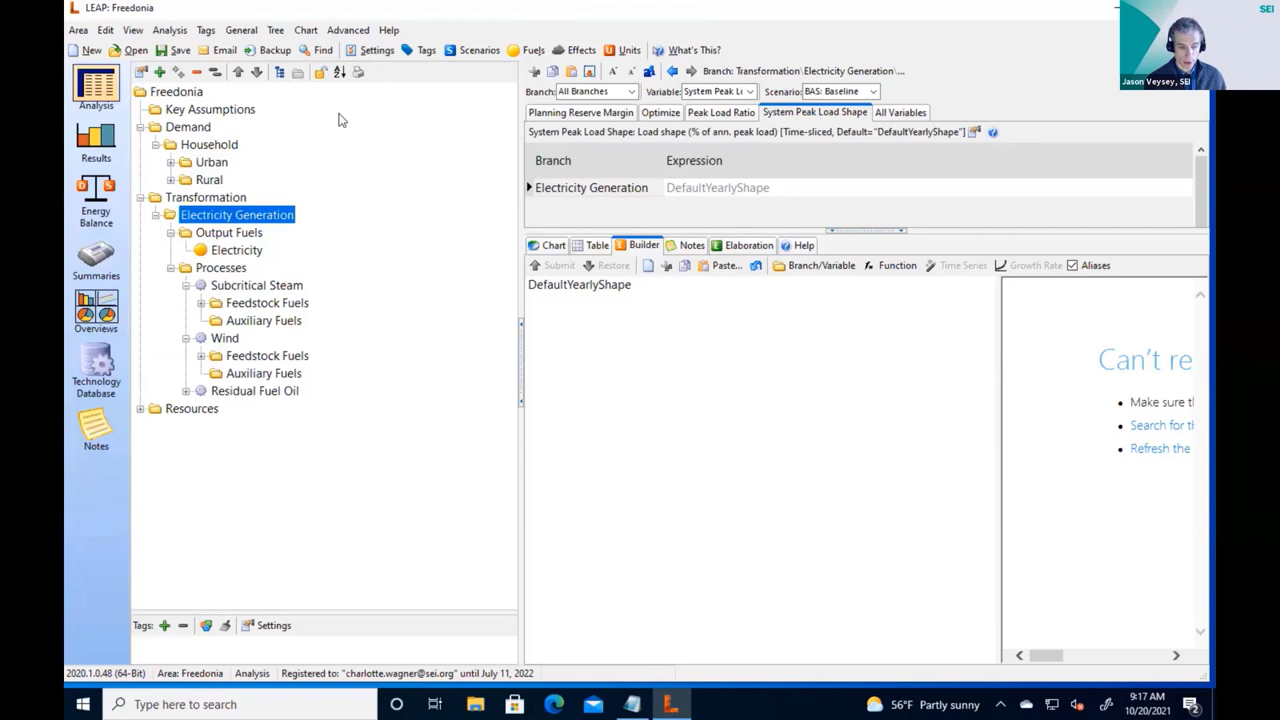 LEAP: Freedonia
SEI
Jason Veysey, SEI
Area Edit View Analysis Tags General Tree Chart Advanced Help
New Open Save Email Backup Find Settings Tags Scenarios Fuels Effects Units What's This?
Analysis
Results
Energy
Balance
Summaries
Overviews
Technology
Database
Notes
Freedonia
Key Assumptions
Demand
Household
Urban
Rural
Transformation
Electricity Generation
Output Fuels
Electricity
Processes
Subcritical Steam
Feedstock Fuels
Auxiliary Fuels
Wind
Feedstock Fuels
Auxiliary Fuels
Residual Fuel Oil
Resources
Tags: Settings
Branch: Transformation\Electricity Generation\...
Branch: All Branches Variable: System Peak Lo Scenario: BAS: Baseline
Planning Reserve Margin Optimize Peak Load Ratio System Peak Load Shape All Variables
System Peak Load Shape: Load shape (% of ann. peak load) [Time-sliced, Default="DefaultYearlyShape"]
Branch Expression
Electricity Generation DefaultYearlyShape
Chart Table Builder Notes Elaboration Help
Submit Restore Paste... Branch/Variable Function Time Series Growth Rate Aliases
DefaultYearlyShape
Can't re
Make sure th
Search for th
Refresh the
2020.1.0.48 (64-Bit) Area: Freedonia Analysis Registered to: "charlotte.wagner@sei.org" until July 11, 2022
Type here to search
56°F Partly sunny
9:17 AM
10/20/2021
2